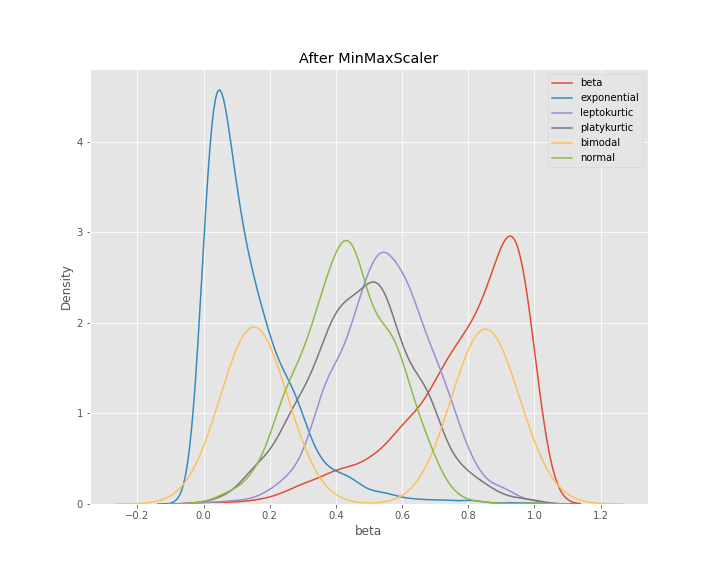 After MinMaxScaler
beta
exponential
leptokurtic
platykurtic
bimodal
normal
Density
4
3
2
1
0
−0.2
0.0
0.2
0.4
0.6
0.8
1.0
1.2
beta